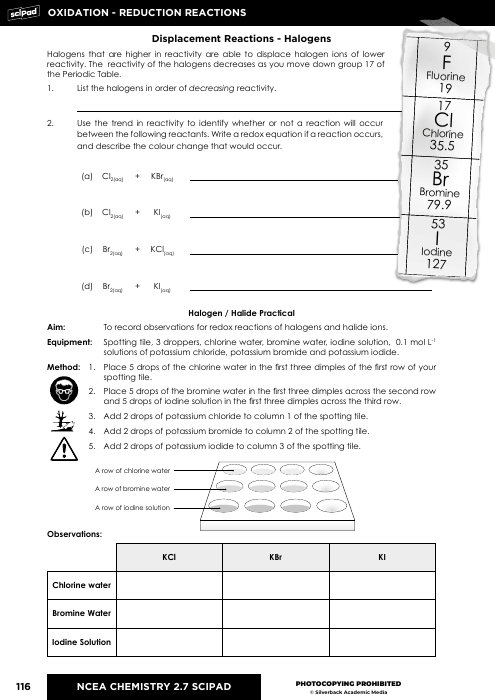 scipad OXIDATION - REDUCTION REACTIONS
Displacement Reactions - Halogens
Halogens that are higher in reactivity are able to displace halogen ions of lower
reactivity. The reactivity of the halogens decreases as you move down group 17 of
the Periodic Table.
1. List the halogens in order of decreasing reactivity.
2. Use the trend in reactivity to identify whether or not a reaction will occur
between the following reactants. Write a redox equation if a reaction occurs,
and describe the colour change that would occur.
(a) Cl2(aq) + KBr(aq)
(b) Cl2(aq) + KI(aq)
(c) Br2(aq) + KCl(aq)
(d) Br2(aq) + KI(aq)
9
F
Fluorine
19
17
Cl
Chlorine
35.5
35
Br
Bromine
79.9
53
I
Iodine
127
Halogen / Halide Practical
Aim: To record observations for redox reactions of halogens and halide ions.
Equipment: Spotting tile, 3 droppers, chlorine water, bromine water, iodine solution, 0.1 mol L-1
solutions of potassium chloride, potassium bromide and potassium iodide.
Method: 1. Place 5 drops of the chlorine water in the first three dimples of the first row of your
spotting tile.
2. Place 5 drops of the bromine water in the first three dimples across the second row
and 5 drops of iodine solution in the first three dimples across the third row.
3. Add 2 drops of potassium chloride to column 1 of the spotting tile.
4. Add 2 drops of potassium bromide to column 2 of the spotting tile.
5. Add 2 drops of potassium iodide to column 3 of the spotting tile.
A row of chlorine water
A row of bromine water
A row of iodine solution
Observations:
KCl KBr KI
Chlorine water
Bromine Water
Iodine Solution
116 NCEA CHEMISTRY 2.7 SCIPAD
PHOTOCOPYING PROHIBITED
© Silverback Academic Media